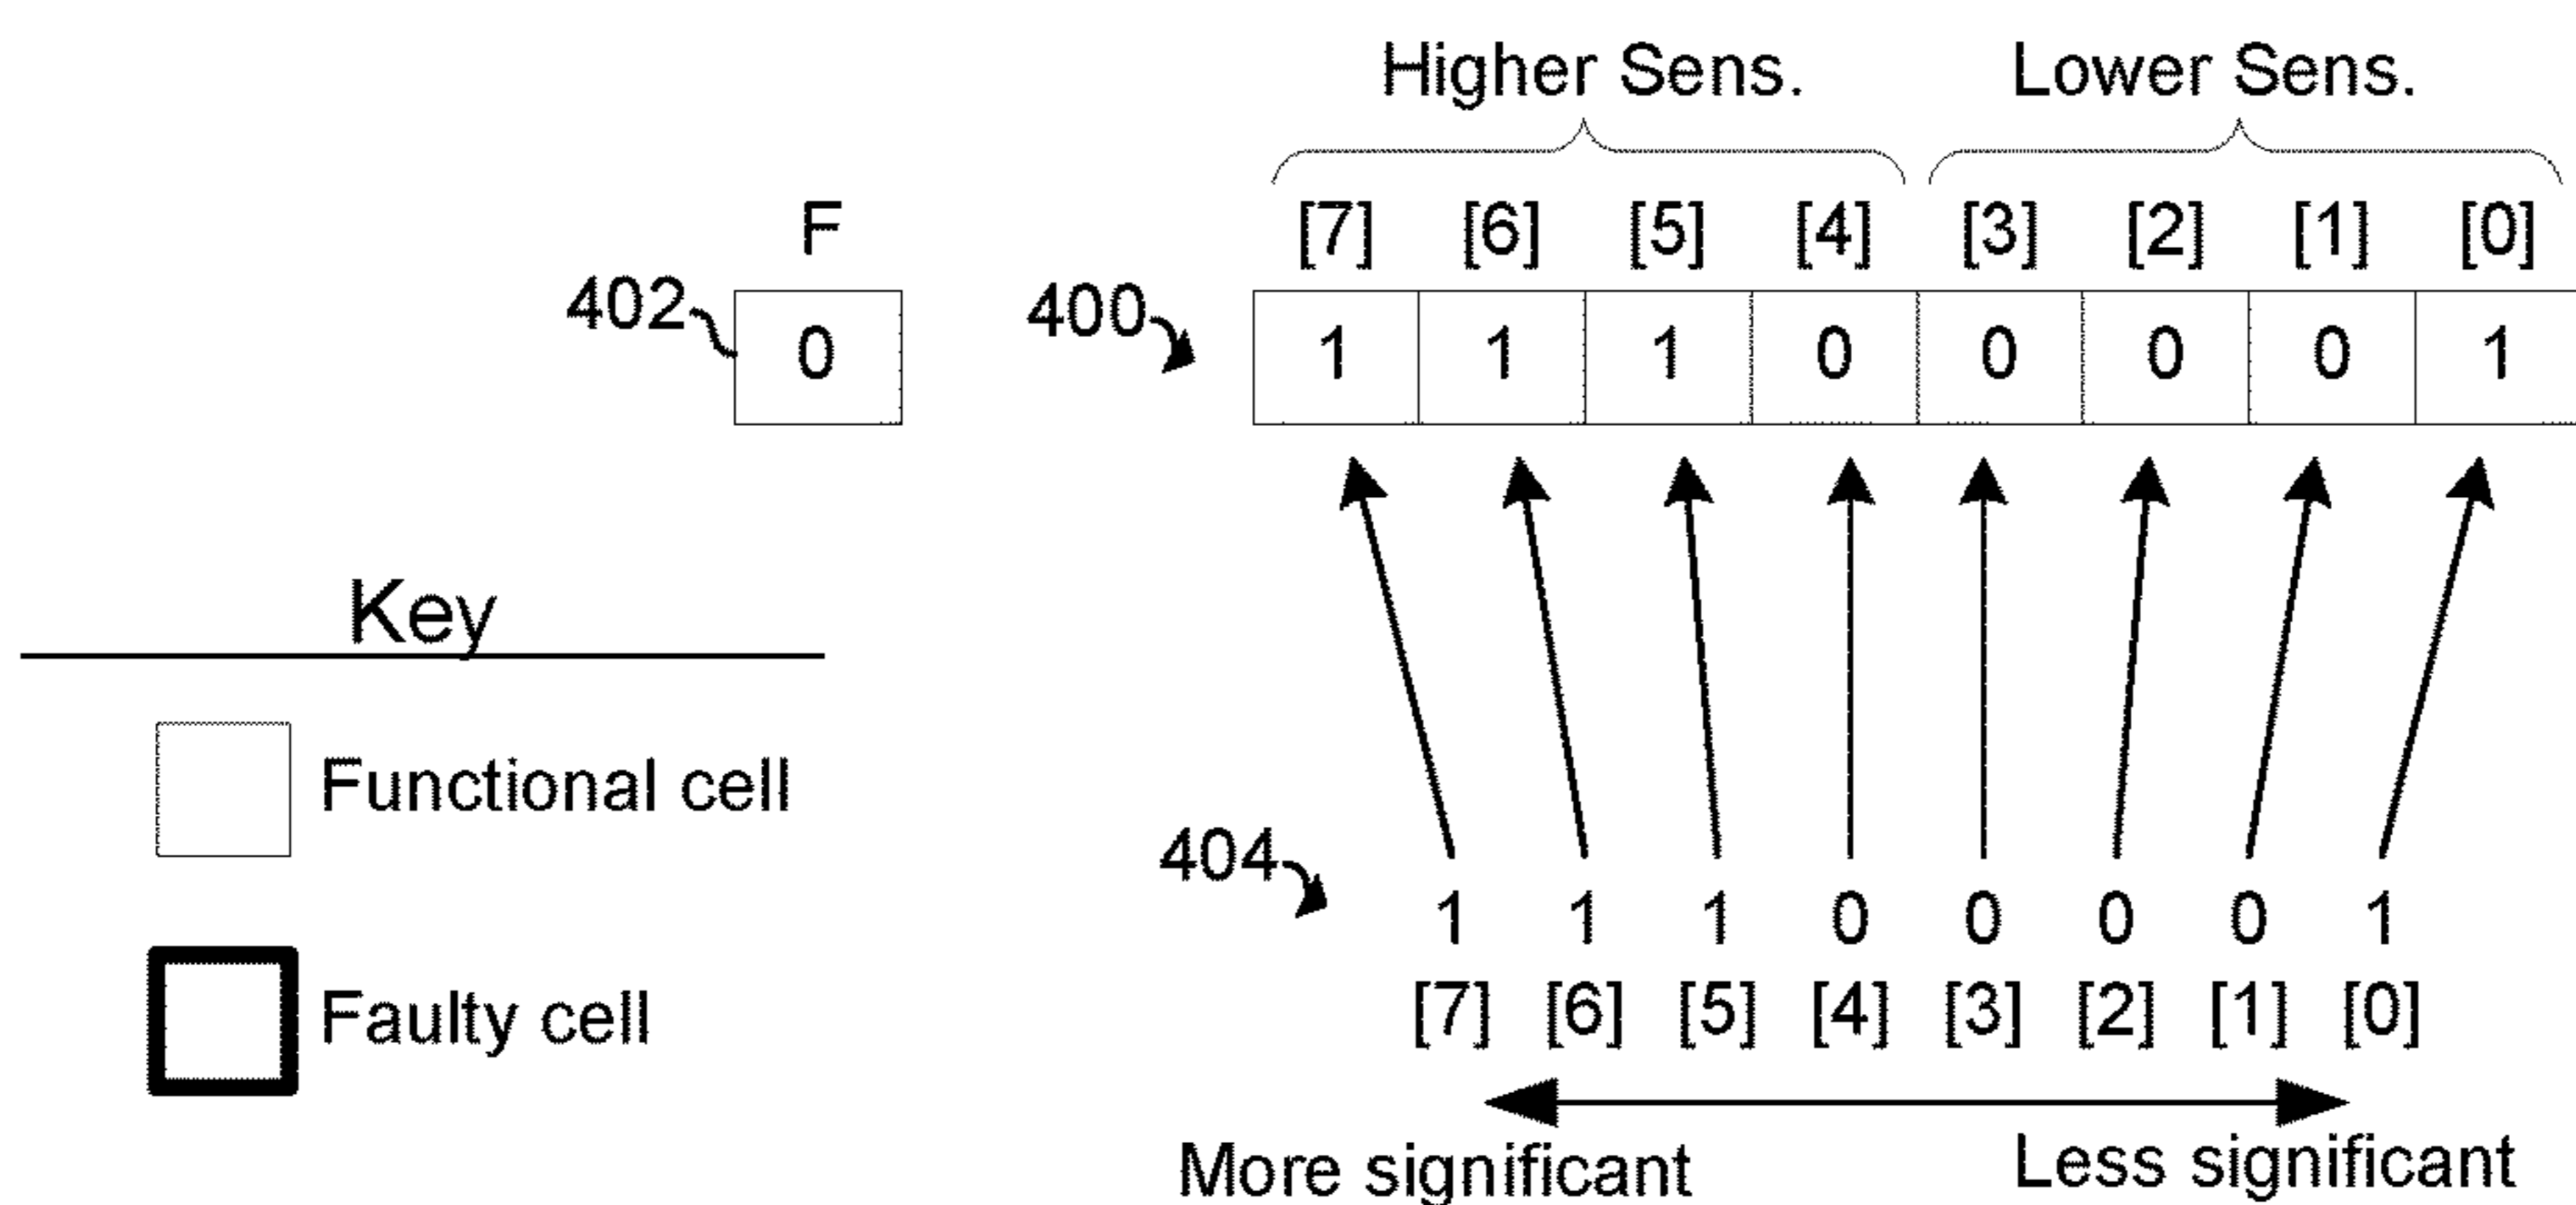 Higher Sens. Lower Sens.
F [7] [6] [5] [4] [3] [2] [1] [0]
402 0 400 1 1 1 0 0 0 0 1
Key
Functional cell
404 1 1 1 0 0 0 0 1
Faulty cell [7] [6] [5] [4] [3] [2] [1] [0]
More significant Less significant